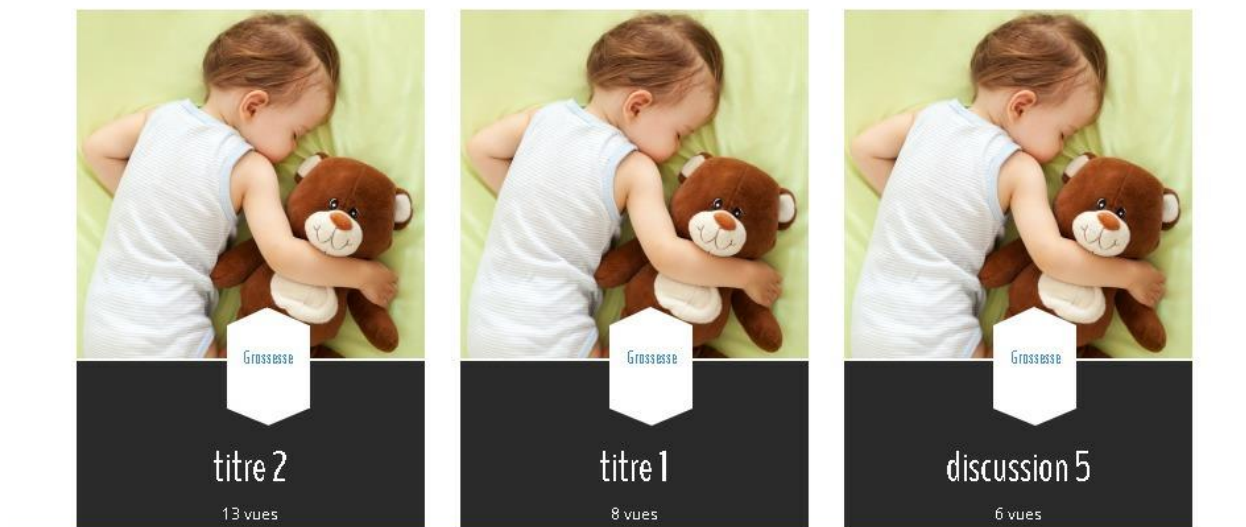 Grossesse
titre 2
13 vues
Grossesse
titre 1
8 vues
Grossesse
discussion 5
6 vues